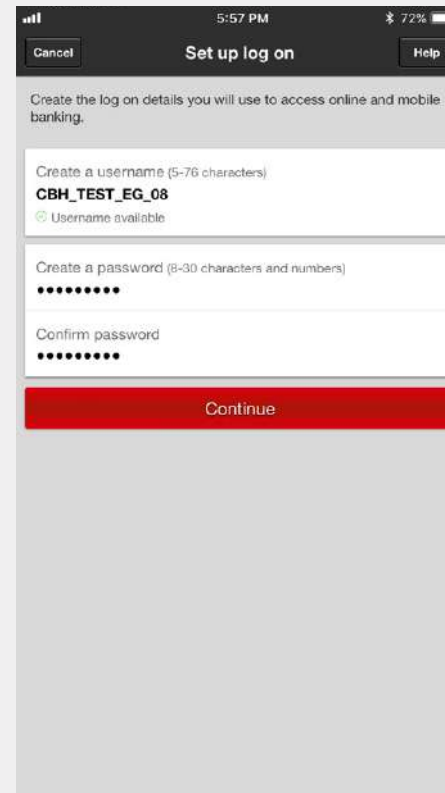 5:57 PM
72%
Cancel
Set up log on
Help
Create the log on details you will use to access online and mobile
banking.
Create a username (5-76 characters)
CBH_TEST_EG_08
Username available
Create a password (8-30 characters and numbers)
•••••••••
Confirm password
•••••••••
Continue